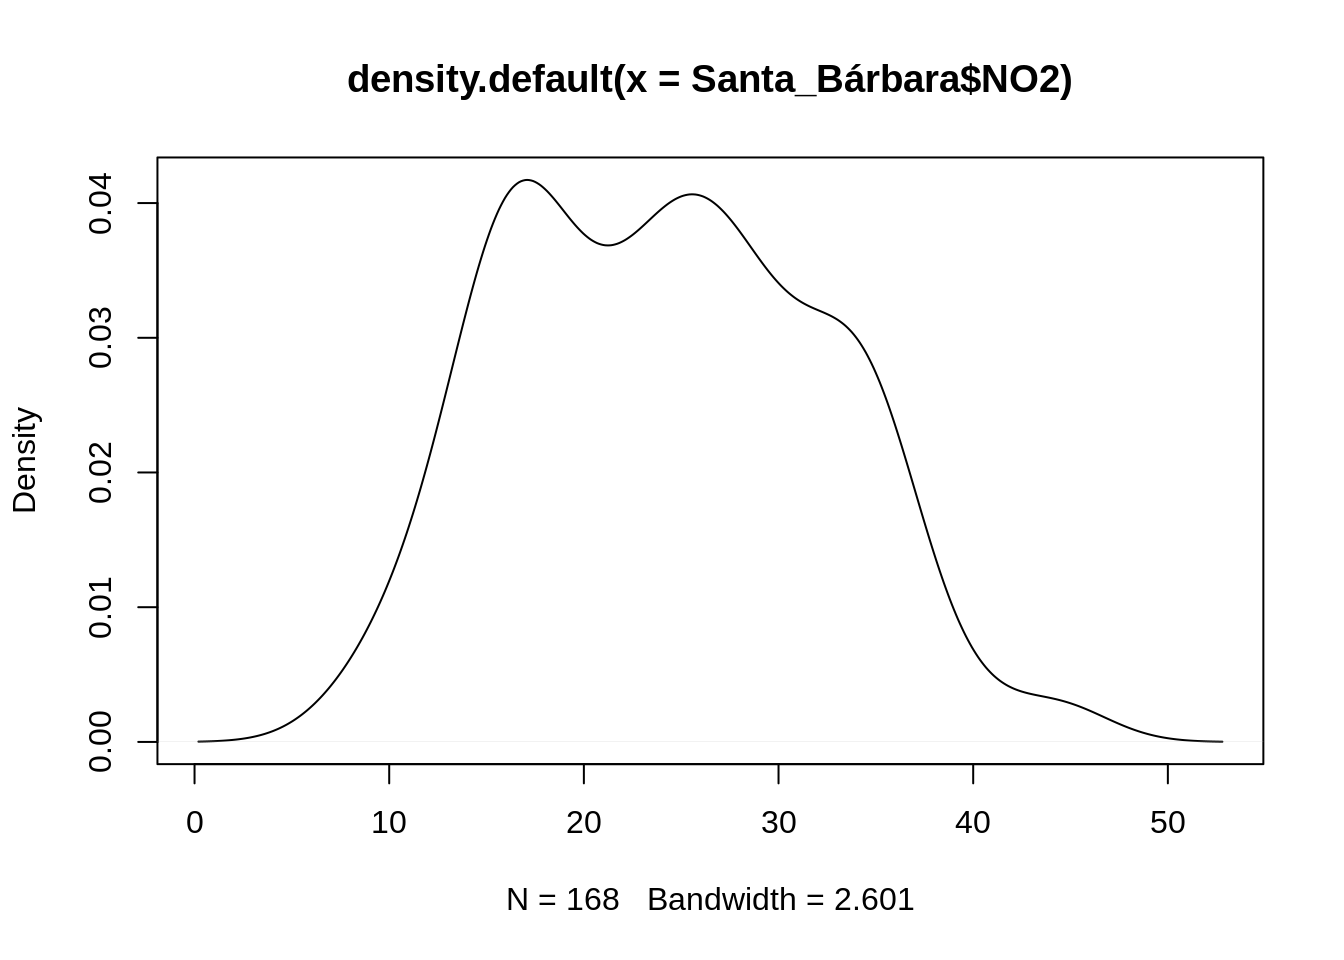 density.default(x = Santa_Bárbara$NO2)
Density
0.04
0.03
0.02
0.01
0.00
0 10 20 30 40 50
N = 168 Bandwidth = 2.601